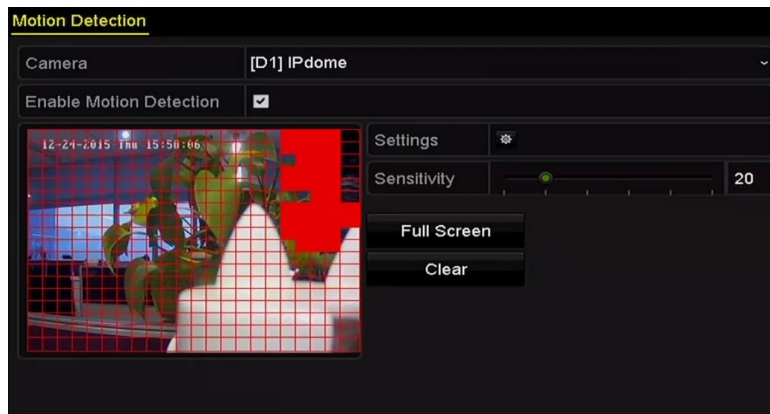 Motion Detection
Camera
[D1] IPdome
Enable Motion Detection
12-24-2015 Thu 15:58:06
Settings
Sensitivity
20
Full Screen
Clear